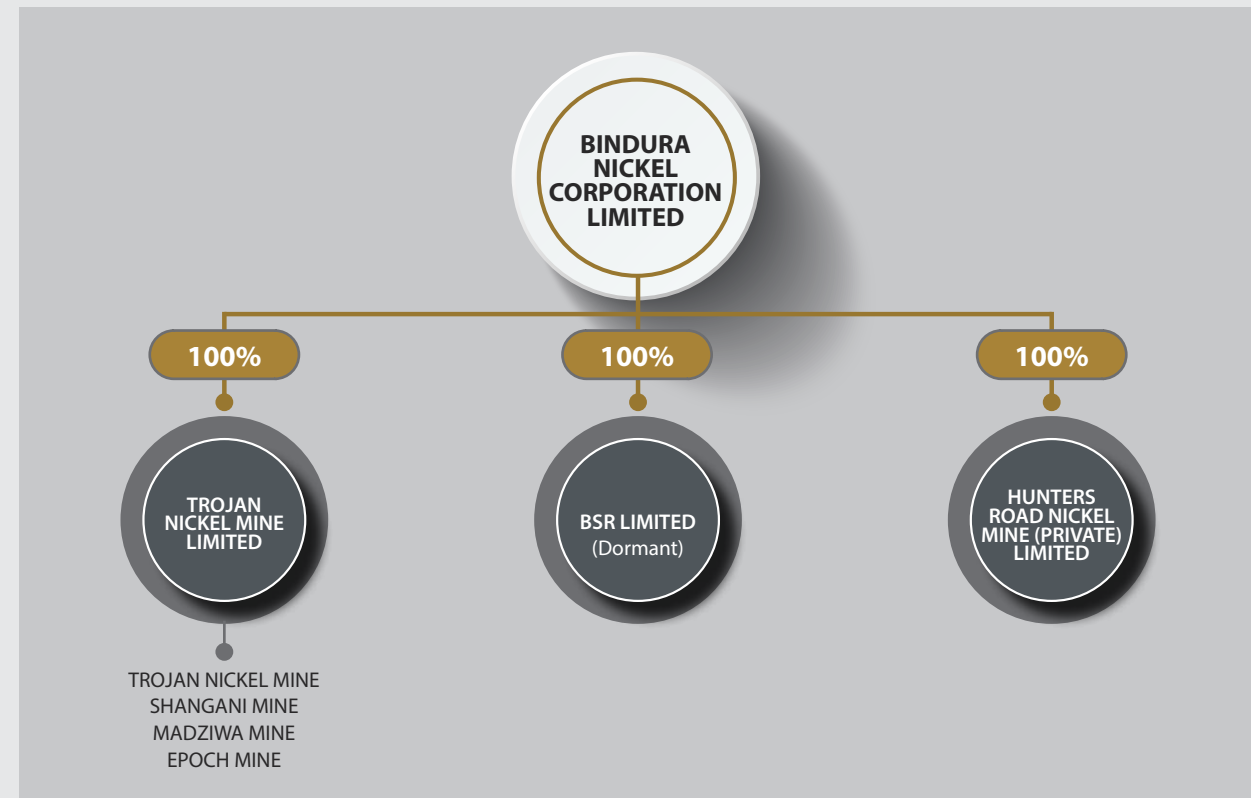 BINDURA
NICKEL
CORPORATION
LIMITED
100%
100%
100%
TROJAN
NICKEL MINE
LIMITED
BSR LIMITED
(Dormant)
HUNTERS
ROAD NICKEL
MINE (PRIVATE)
LIMITED
TROJAN NICKEL MINE
SHANGANI MINE
MADZIWA MINE
EPOCH MINE